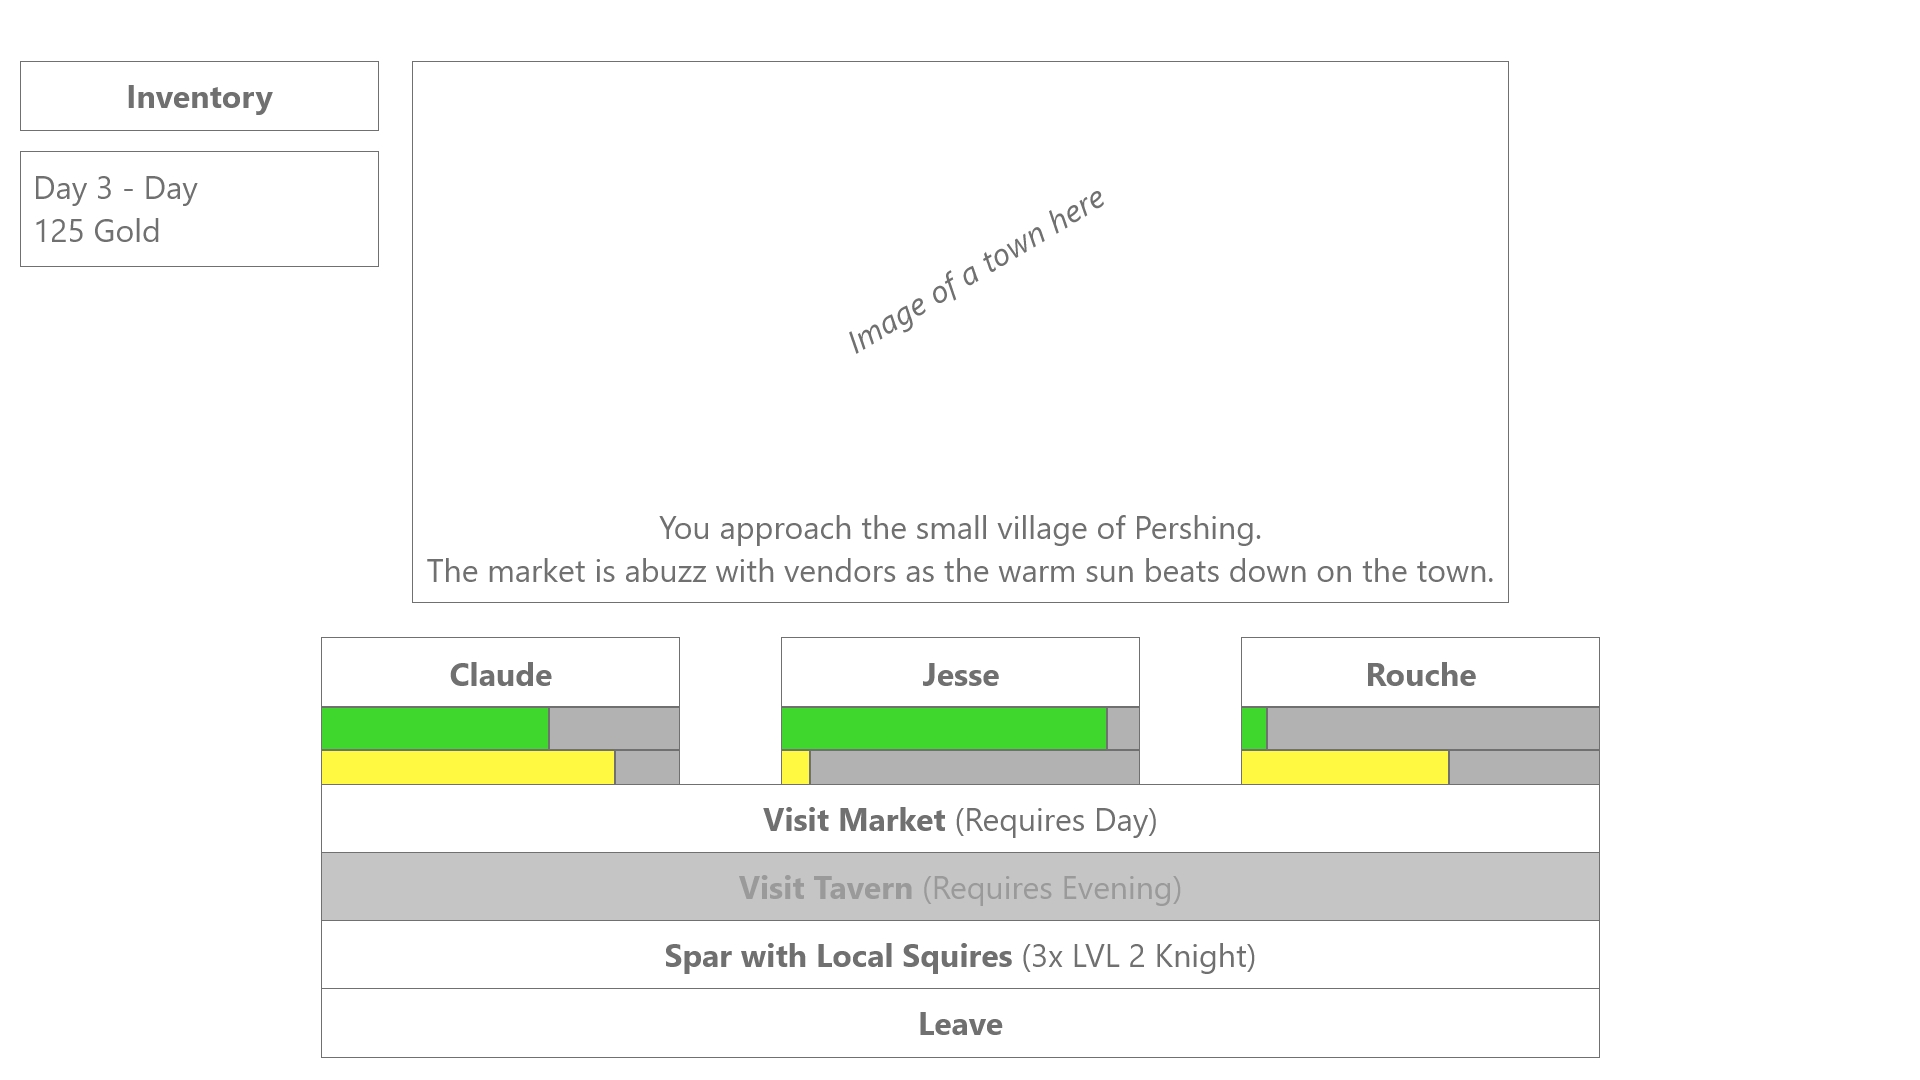 Inventory
Day 3 - Day
125 Gold
Image of a town here
You approach the small village of Pershing.
The market is abuzz with vendors as the warm sun beats down on the town.
Claude
Jesse
Rouche
Visit Market (Requires Day)
Visit Tavern (Requires Evening)
Spar with Local Squires (3x LVL 2 Knight)
Leave